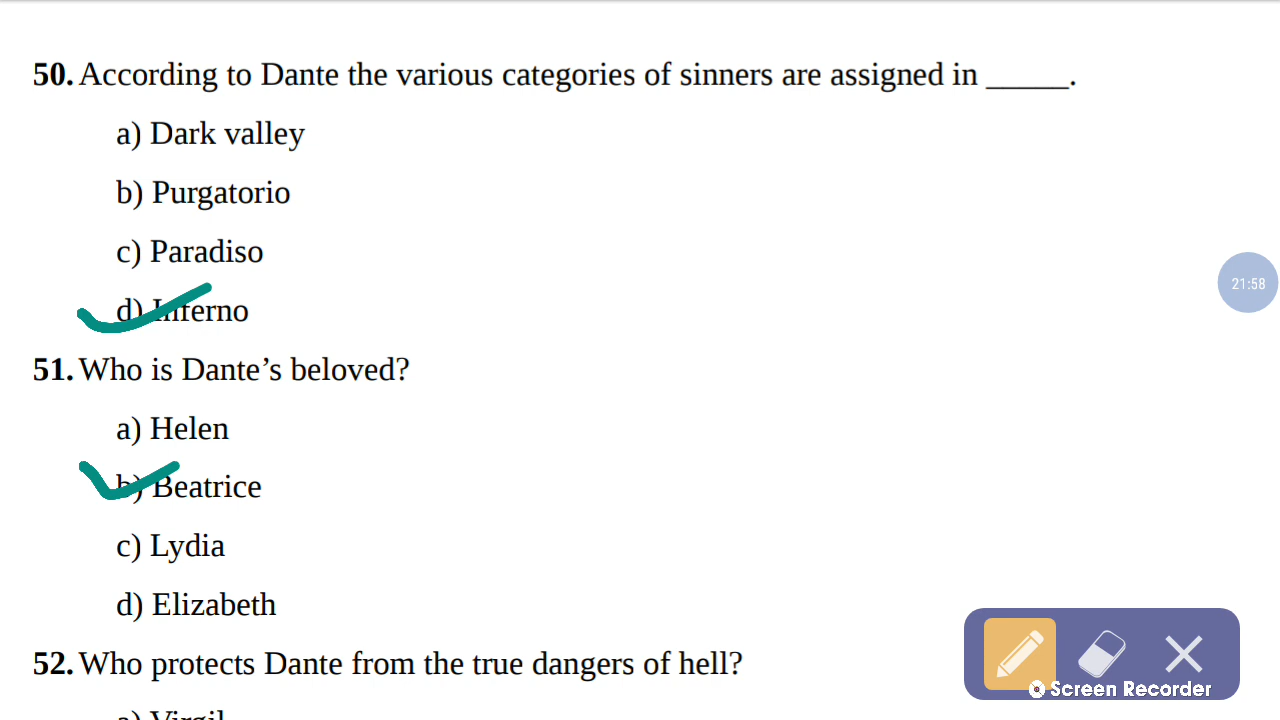 50. According to Dante the various categories of sinners are assigned in _____.
a) Dark valley
b) Purgatorio
c) Paradiso
d) Inferno
21:58
51. Who is Dante’s beloved?
a) Helen
b) Beatrice
c) Lydia
d) Elizabeth
52. Who protects Dante from the true dangers of hell?
Screen Recorder
a) Virgil